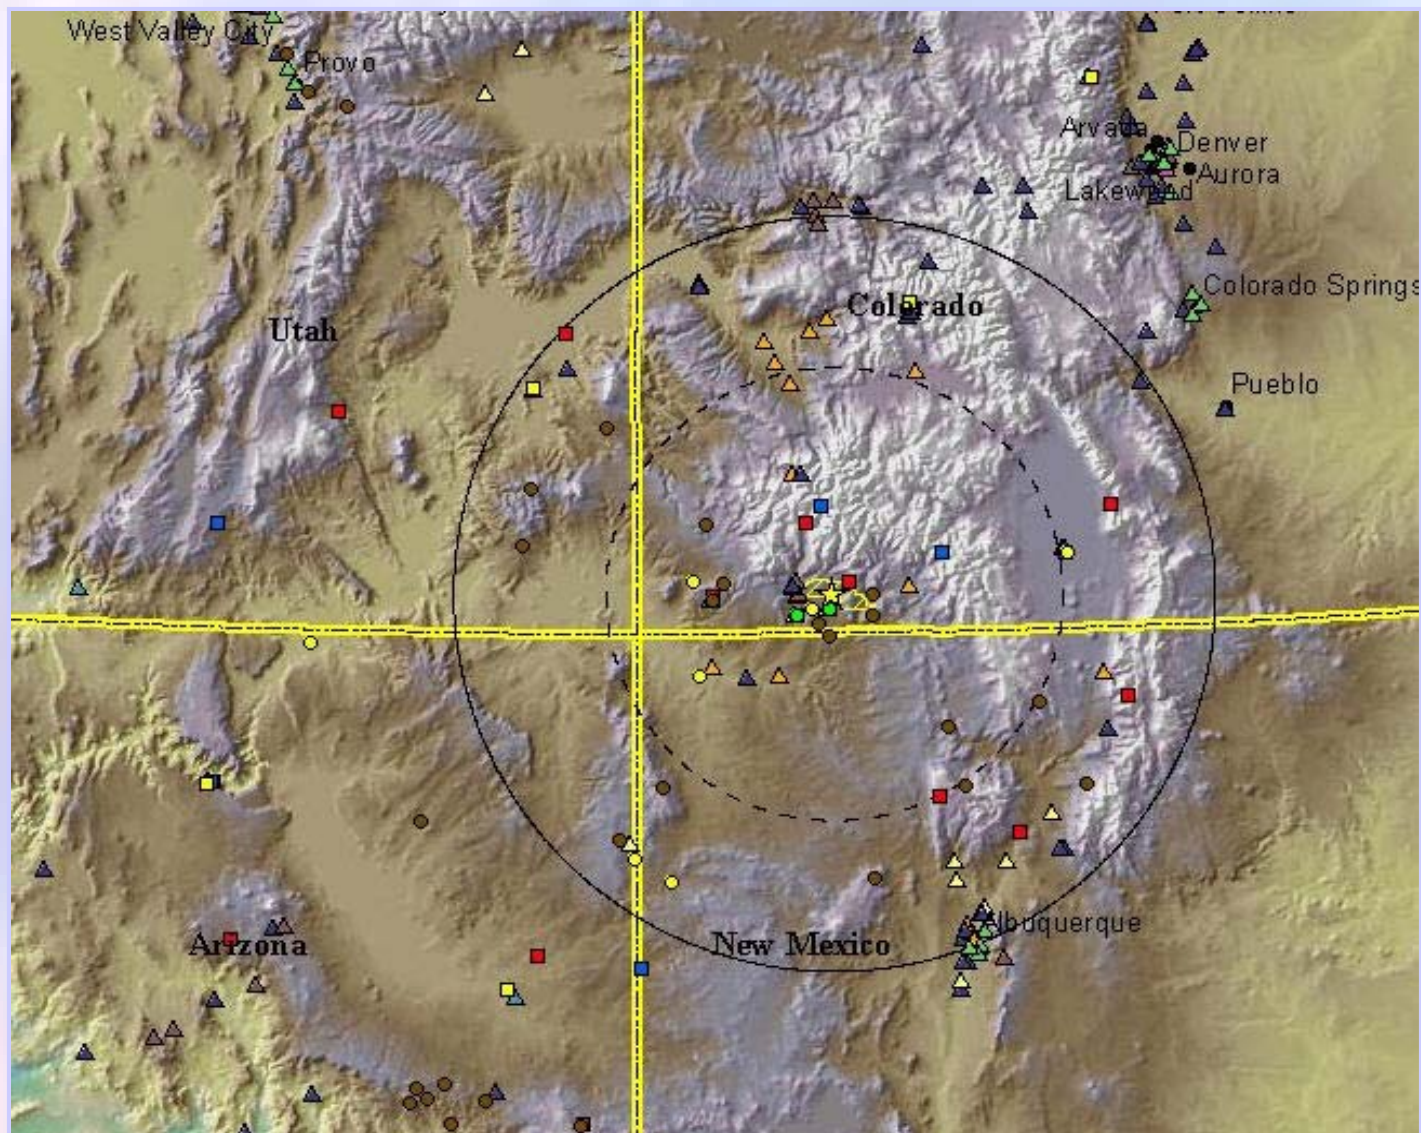 West Valley City
Provo
Arvada
Denver
Aurora
Lakewood
Colorado Springs
Colorado
Utah
Pueblo
Albuquerque
Arizona
New Mexico